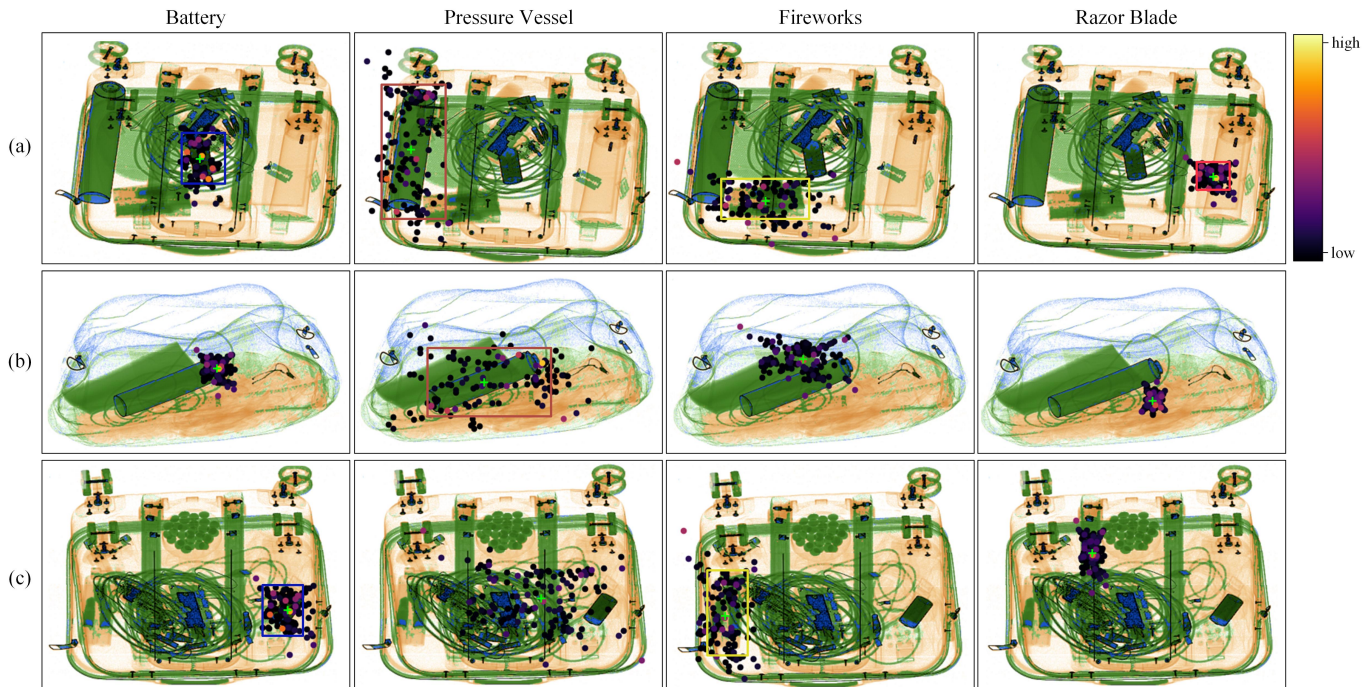 Battery Pressure Vessel Fireworks Razor Blade
high
(a)
low
(b)
(c)